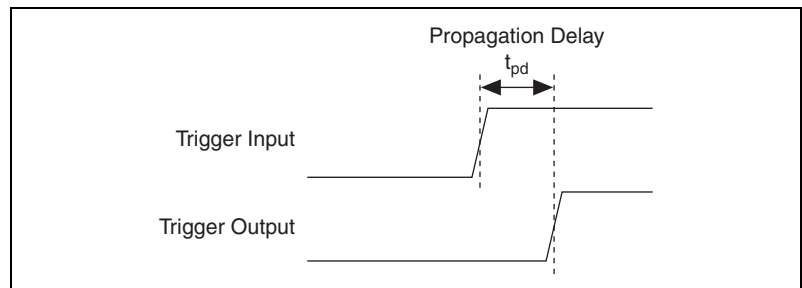 Propagation Delay
tpd
Trigger Input
Trigger Output